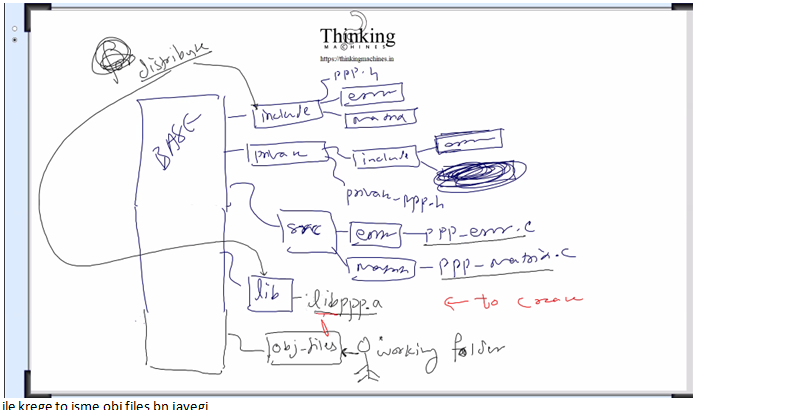 Thinking
MACHINES
https://thinkingmachines.in
distribute
ppp.h
error
include
matrix
BASE
private
include
error
private_ppp.h
src
error
ppp_error.c
matrix
ppp_matrix.c
lib
libppp.a
← to create
obj-files
working folder
ile krege to isme obj files bn jayegi